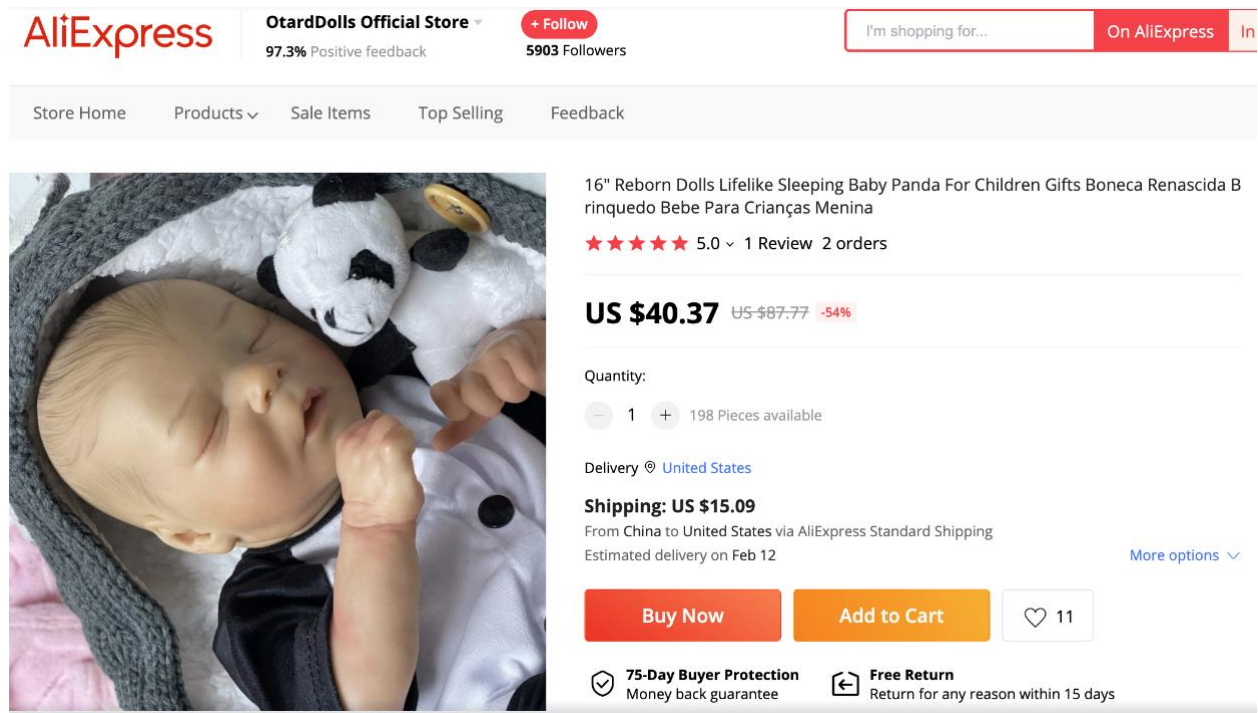 AliExpress
OtardDolls Official Store
97.3% Positive feedback
+ Follow
5903 Followers
I'm shopping for...
On AliExpress
In
Store Home
Products
Sale Items
Top Selling
Feedback
16" Reborn Dolls Lifelike Sleeping Baby Panda For Children Gifts Boneca Renascida B
rinquedo Bebe Para Crianças Menina
5.0 1 Review 2 orders
US $40.37 US $87.77 -54%
Quantity:
− 1 + 198 Pieces available
Delivery United States
Shipping: US $15.09
From China to United States via AliExpress Standard Shipping
Estimated delivery on Feb 12
More options
Buy Now
Add to Cart
11
75-Day Buyer Protection
Money back guarantee
Free Return
Return for any reason within 15 days